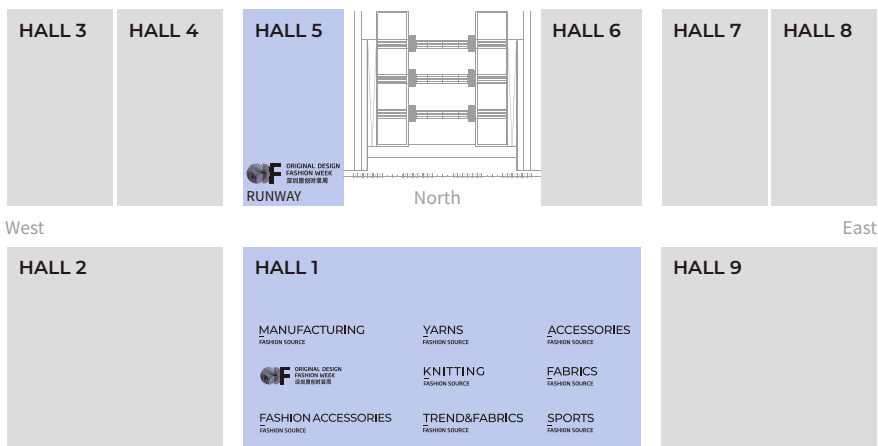 HALL 3
HALL 4
HALL 5
HALL 6
HALL 7
HALL 8
OF ORIGINAL DESIGN
FASHION WEEK
深圳原创时装周
RUNWAY
North
West
East
HALL 2
HALL 1
HALL 9
MANUFACTURING
FASHION SOURCE
YARNS
FASHION SOURCE
ACCESSORIES
FASHION SOURCE
OF ORIGINAL DESIGN
FASHION WEEK
深圳原创时装周
KNITTING
FASHION SOURCE
FABRICS
FASHION SOURCE
FASHION ACCESSORIES
FASHION SOURCE
TREND&FABRICS
FASHION SOURCE
SPORTS
FASHION SOURCE